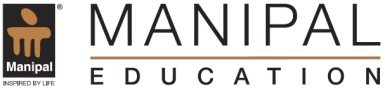 ®
Manipal
INSPIRED BY LIFE
MANIPAL
EDUCATION